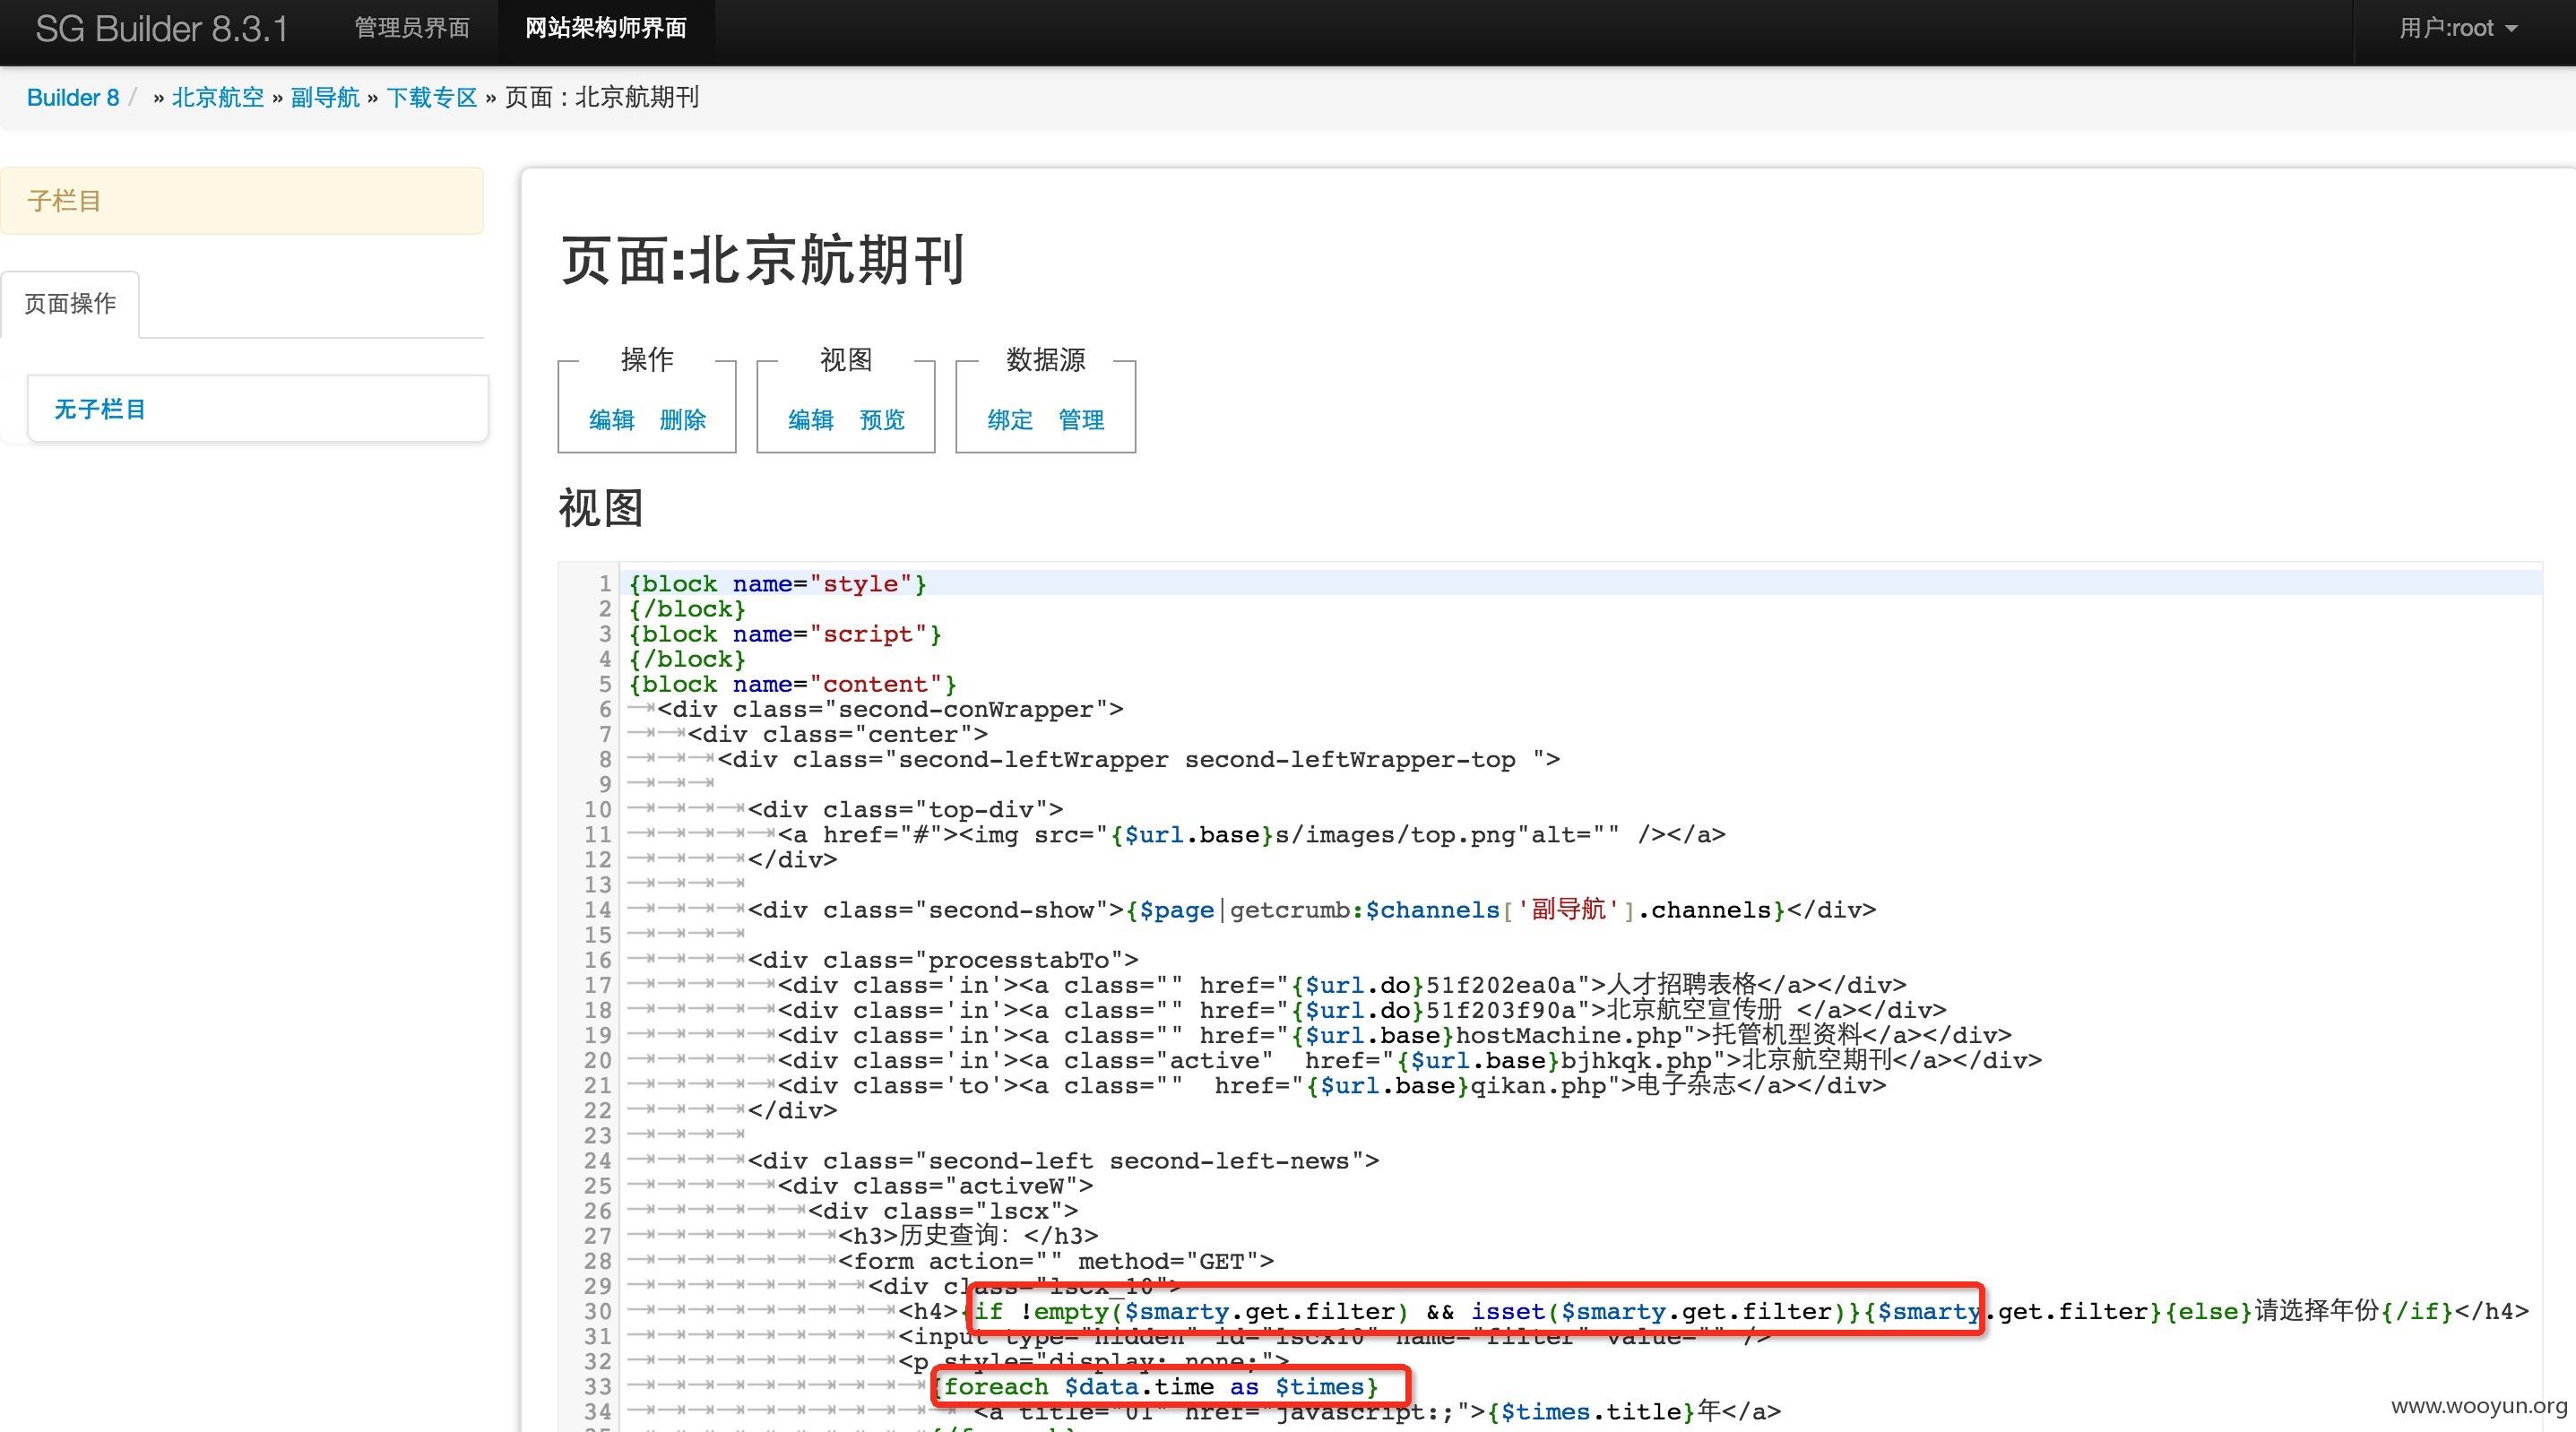 SG Builder 8.3.1 管理员界面 网站架构师界面 用户:root
Builder 8 / » 北京航空 » 副导航 » 下载专区 » 页面 : 北京航期刊
子栏目
页面操作
无子栏目
页面:北京航期刊
操作 视图 数据源
编辑 删除 编辑 预览 绑定 管理
视图
1 {block name="style"}
2 {/block}
3 {block name="script"}
4 {/block}
5 {block name="content"}
6 <div class="second-conWrapper">
7 <div class="center">
8 <div class="second-leftWrapper second-leftWrapper-top ">
9
10 <div class="top-div">
11 <a href="#"><img src="{$url.base}s/images/top.png"alt="" /></a>
12 </div>
13
14 <div class="second-show">{$page|getcrumb:$channels['副导航'].channels}</div>
15
16 <div class="processtabTo">
17 <div class='in'><a class="" href="{$url.do}51f202ea0a">人才招聘表格</a></div>
18 <div class='in'><a class="" href="{$url.do}51f203f90a">北京航空宣传册 </a></div>
19 <div class='in'><a class="" href="{$url.base}hostMachine.php">托管机型资料</a></div>
20 <div class='in'><a class="active"  href="{$url.base}bjhkqk.php">北京航空期刊</a></div>
21 <div class='to'><a class=""  href="{$url.base}qikan.php">电子杂志</a></div>
22 </div>
23
24 <div class="second-left second-left-news">
25 <div class="activeW">
26 <div class="lscx">
27 <h3>历史查询：</h3>
28 <form action="" method="GET">
29 <div class="lscx_10">
30 <h4>{if !empty($smarty.get.filter) && isset($smarty.get.filter)}{$smarty.get.filter}{else}请选择年份{/if}</h4>
31 <input type="hidden" id="lscx10" name="filter" value="" />
32 <p style="display: none;">
33 {foreach $data.time as $times}
34 <a title="01" href="javascript:;">{$times.title}年</a>
www.wooyun.org